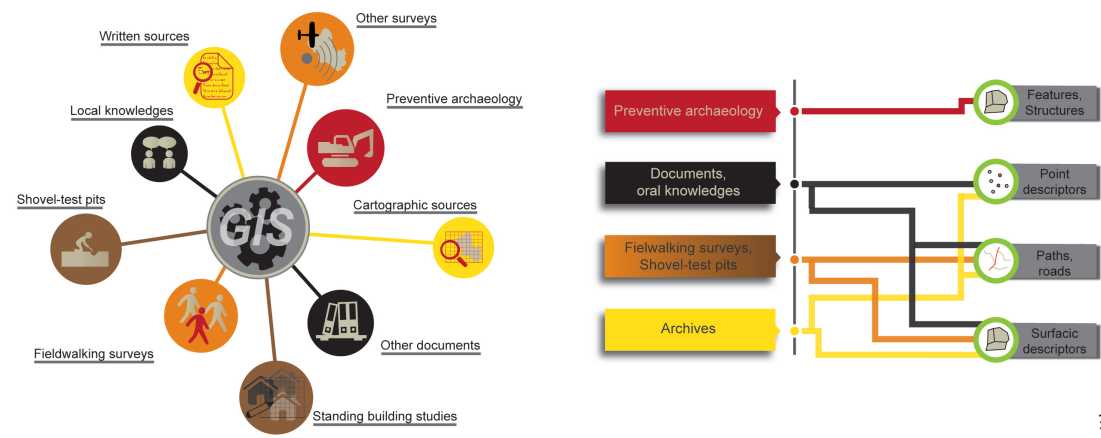 Other surveys
Written sources
Preventive archaeology
Local knowledges
Shovel-test pits
Cartographic sources
GIS
Fieldwalking surveys
Other documents
Standing building studies
Preventive archaeology
Features,
Structures
Documents,
oral knowledges
Point
descriptors
Fielwalking surveys,
Shovel-test pits
Paths,
roads
Archives
Surfacic
descriptors